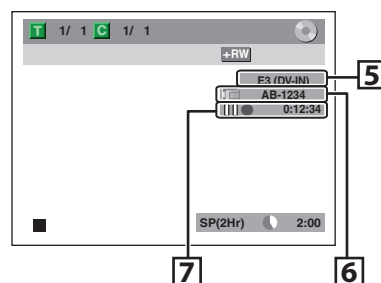 T 1/ 1 C 1/ 1
+RW
E3 (DV-IN)
5
AB-1234
0:12:34
SP(2Hr) 2:00
7
6